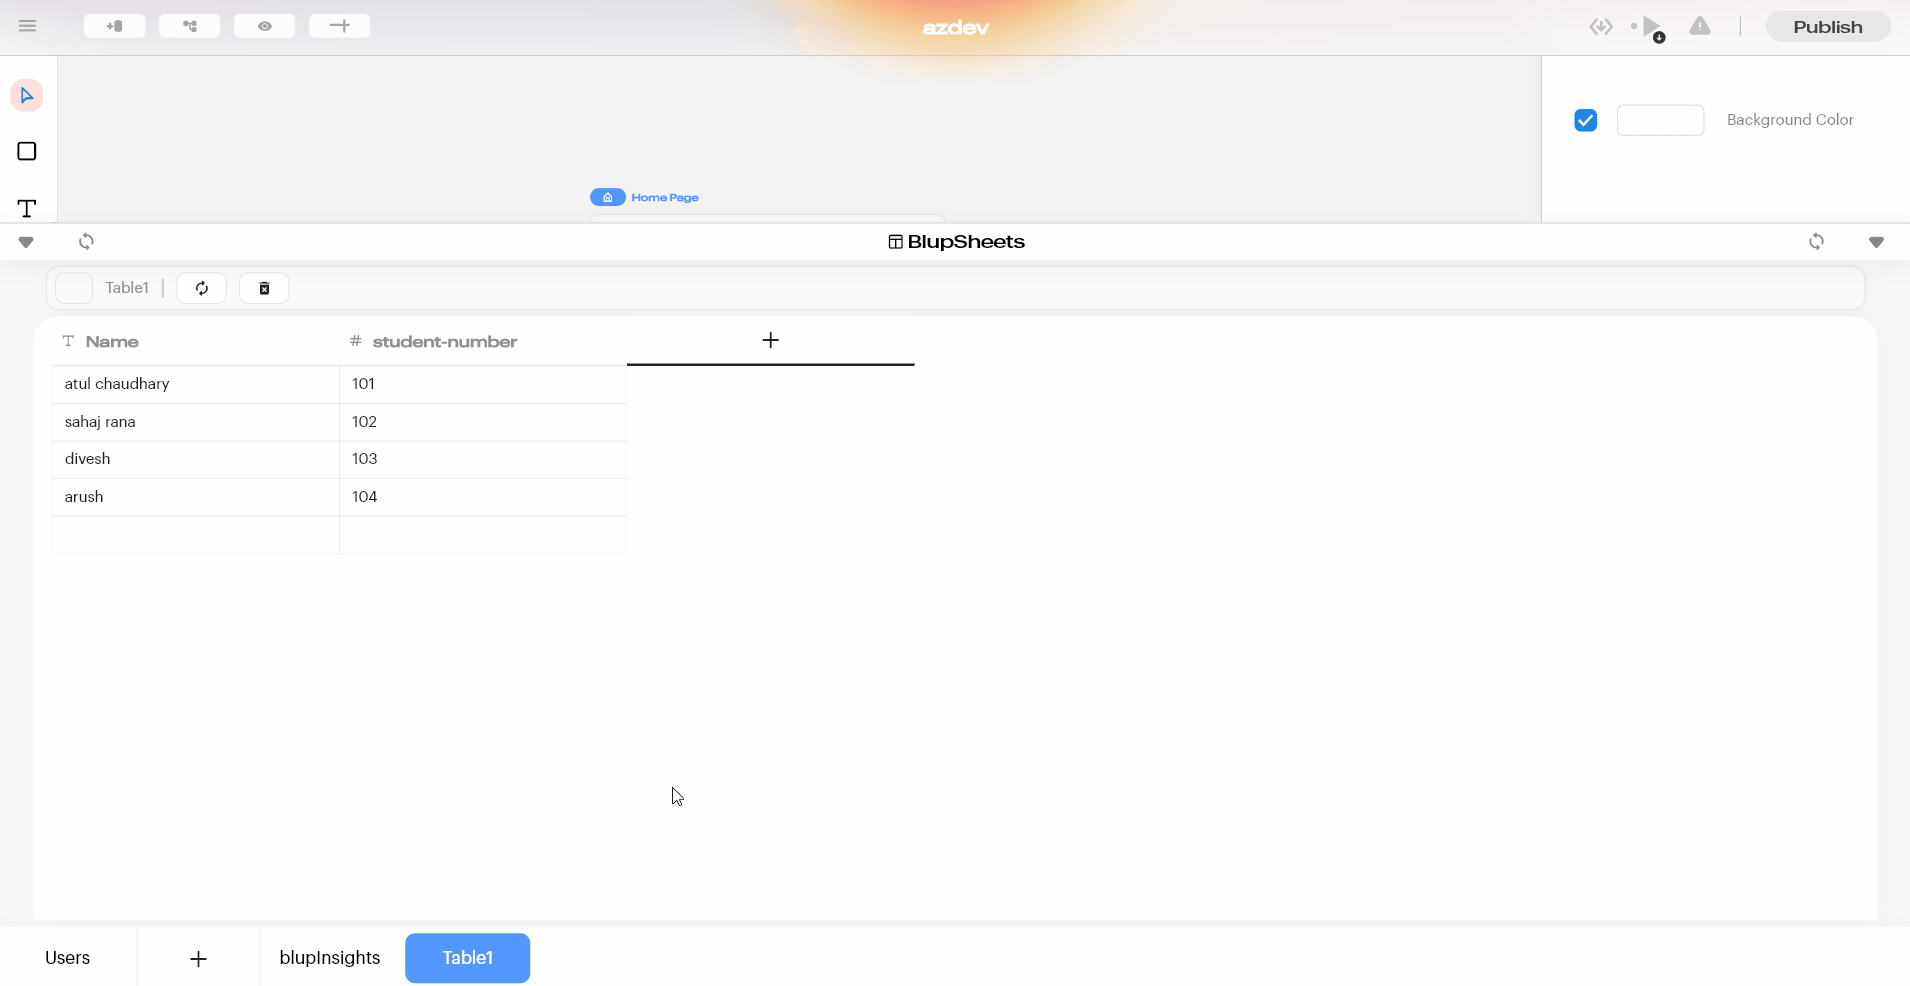 azdev
Publish
Background Color
Home Page
BlupSheets
Table1
Name
# student-number
atul chaudhary 101
sahaj rana 102
divesh 103
arush 104
Users
blupInsights
Table1